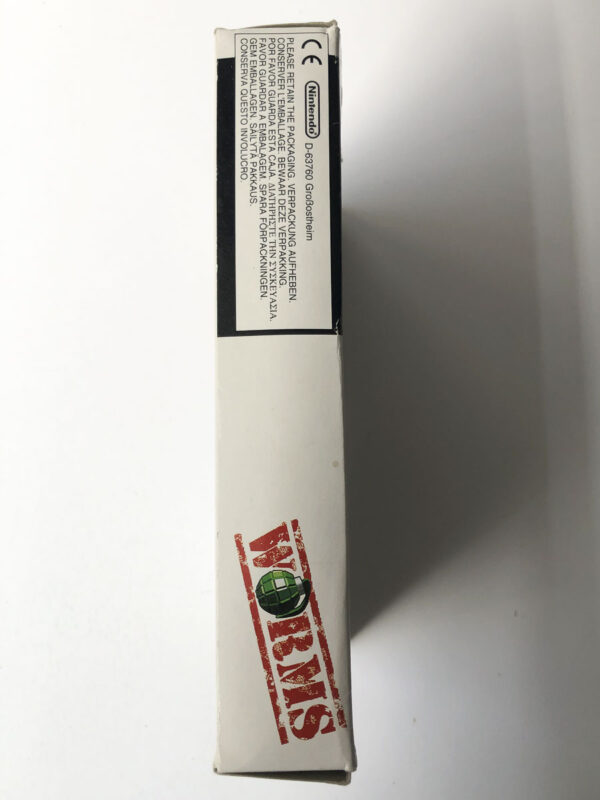 CE
Nintendo D-63760 Großostheim
PLEASE RETAIN THE PACKAGING. VERPACKUNG AUFHEBEN.
CONSERVER L'EMBALLAGE. BEWAAR DEZE VERPAKKING.
POR FAVOR GUARDA ESTA CAJA. ΔΙΑΤΗΡΗΣΤΕ ΤΗΝ ΣΥΣΚΕΥΑΣΙΑ.
FAVOR GUARDAR A EMBALAGEM. SPARA FÖRPACKNINGEN.
GEM EMBALLAGEN. SÄILYTÄ PAKKAUS.
CONSERVA QUESTO INVOLUCRO.
WORMS